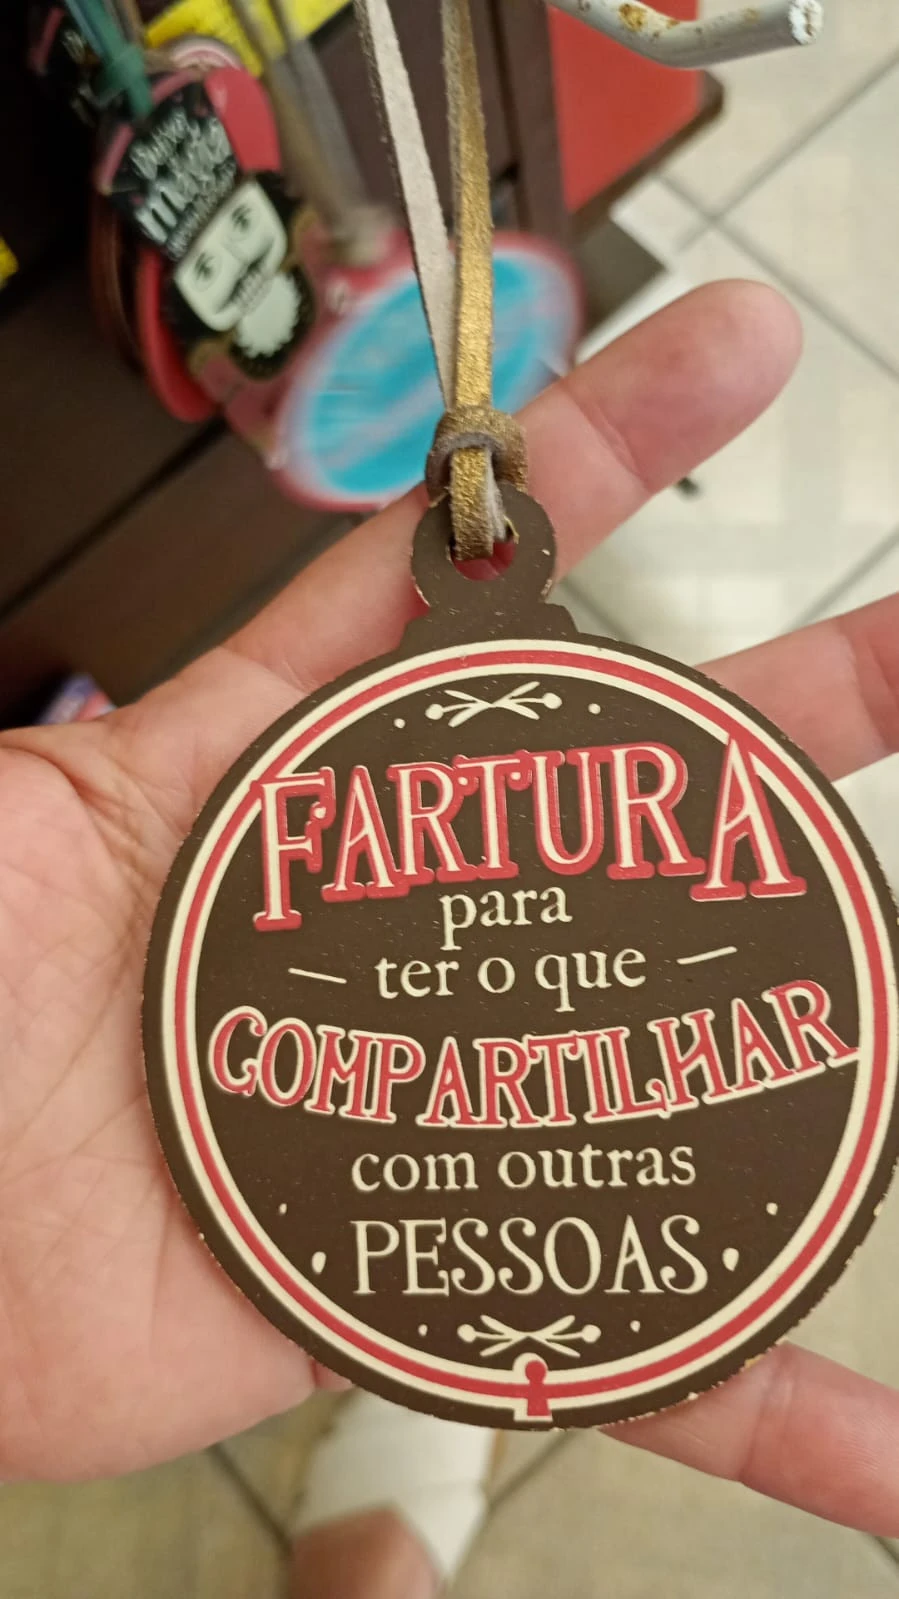 FARTURA
para
ter o que
COMPARTILHAR
com outras
PESSOAS